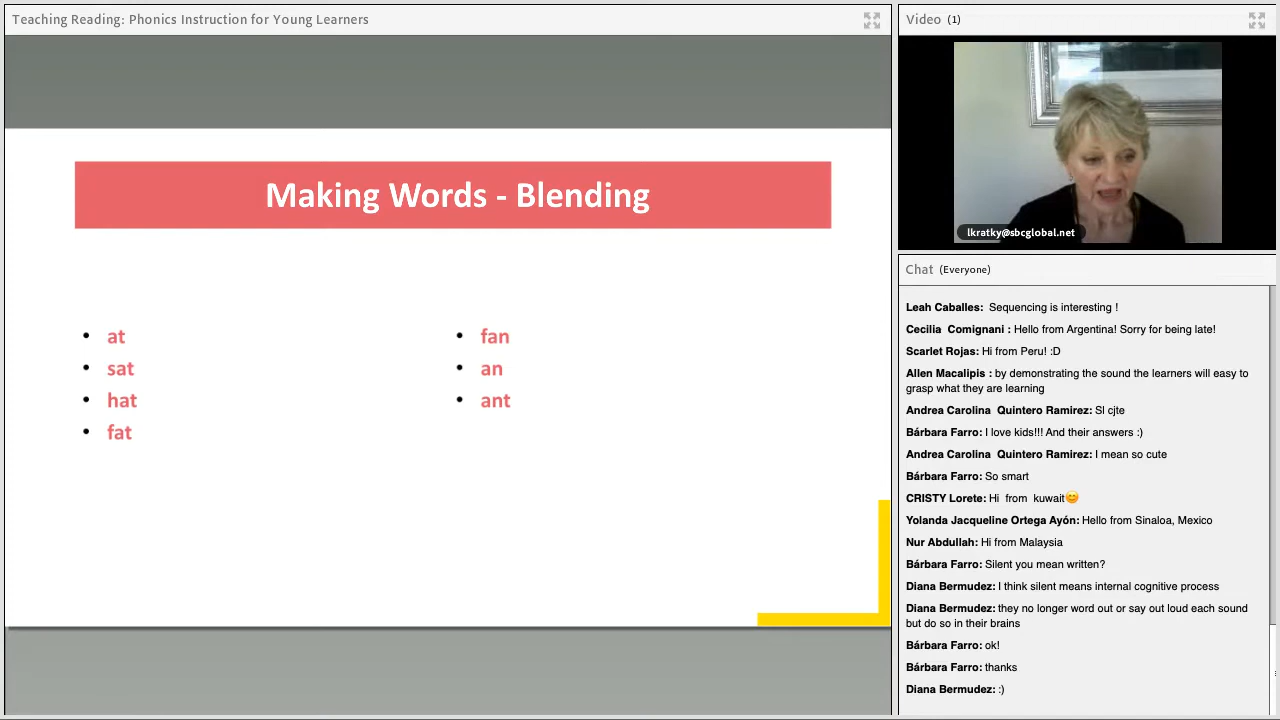 Teaching Reading: Phonics Instruction for Young Learners
Making Words - Blending
• at
• sat
• hat
• fat
• fan
• an
• ant
Video (1)
lkratky@sbcglobal.net
Chat (Everyone)
Leah Caballes: Sequencing is interesting !
Cecilia Comignani : Hello from Argentina! Sorry for being late!
Scarlet Rojas: Hi from Peru! :D
Allen Macalipis : by demonstrating the sound the learners will easy to
grasp what they are learning
Andrea Carolina Quintero Ramirez: SI cjte
Bárbara Farro: I love kids!!! And their answers :)
Andrea Carolina Quintero Ramirez: I mean so cute
Bárbara Farro: So smart
CRISTY Lorete: Hi from kuwait😊
Yolanda Jacqueline Ortega Ayón: Hello from Sinaloa, Mexico
Nur Abdullah: Hi from Malaysia
Bárbara Farro: Silent you mean written?
Diana Bermudez: I think silent means internal cognitive process
Diana Bermudez: they no longer word out or say out loud each sound
but do so in their brains
Bárbara Farro: ok!
Bárbara Farro: thanks
Diana Bermudez: :)